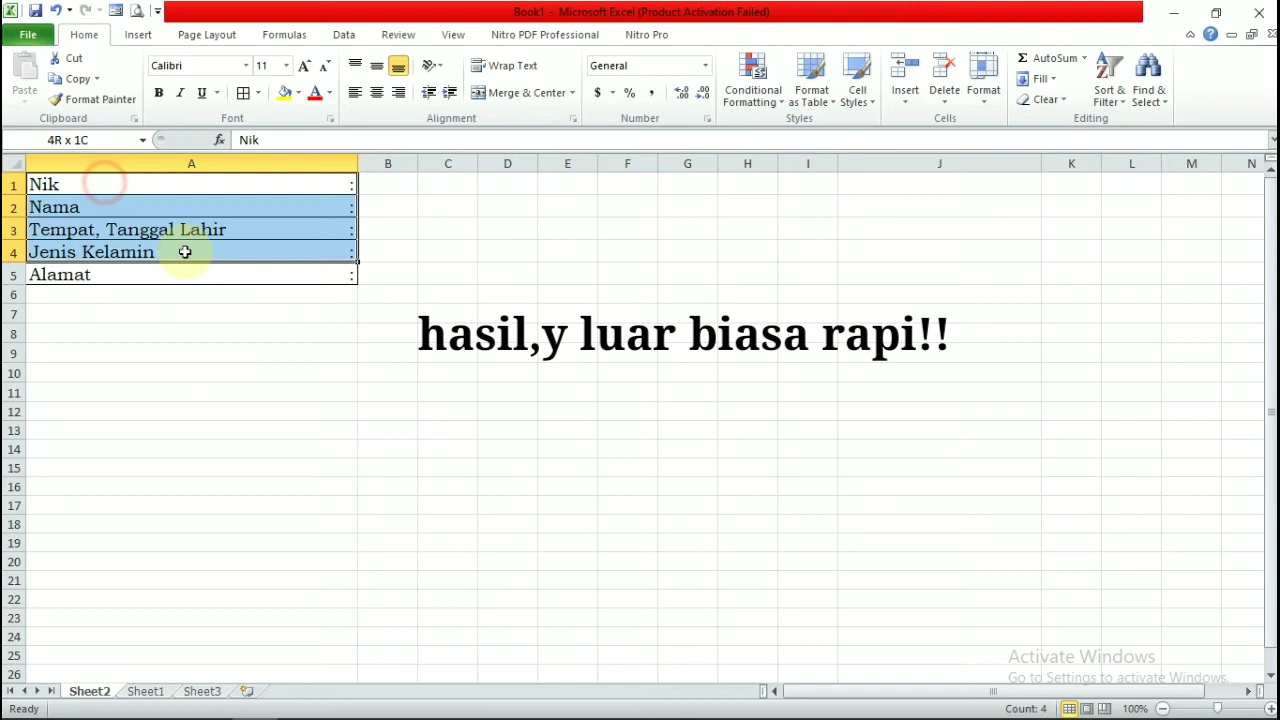 Book1 - Microsoft Excel (Product Activation Failed)
File Home Insert Page Layout Formulas Data Review View Nitro PDF Professional Nitro Pro
Paste Cut Copy Format Painter Clipboard
Calibri 11 B I U A Font
Wrap Text Merge & Center Alignment
General $ % , Number
Conditional Formatting Format as Table Cell Styles Styles
Insert Delete Format Cells
Σ AutoSum Fill Clear Sort & Filter Find & Select Editing
4R x 1C fx Nik
A B C D E F G H I J K L M N
1 Nik :
2 Nama :
3 Tempat, Tanggal Lahir :
4 Jenis Kelamin :
5 Alamat :
6
7
hasil,y luar biasa rapi!!
8
9
10
11
12
13
14
15
16
17
18
19
20
21
22
23
24
25
26
Activate Windows
Go to Settings to activate Windows.
Sheet2 Sheet1 Sheet3
Ready Count: 4 100%